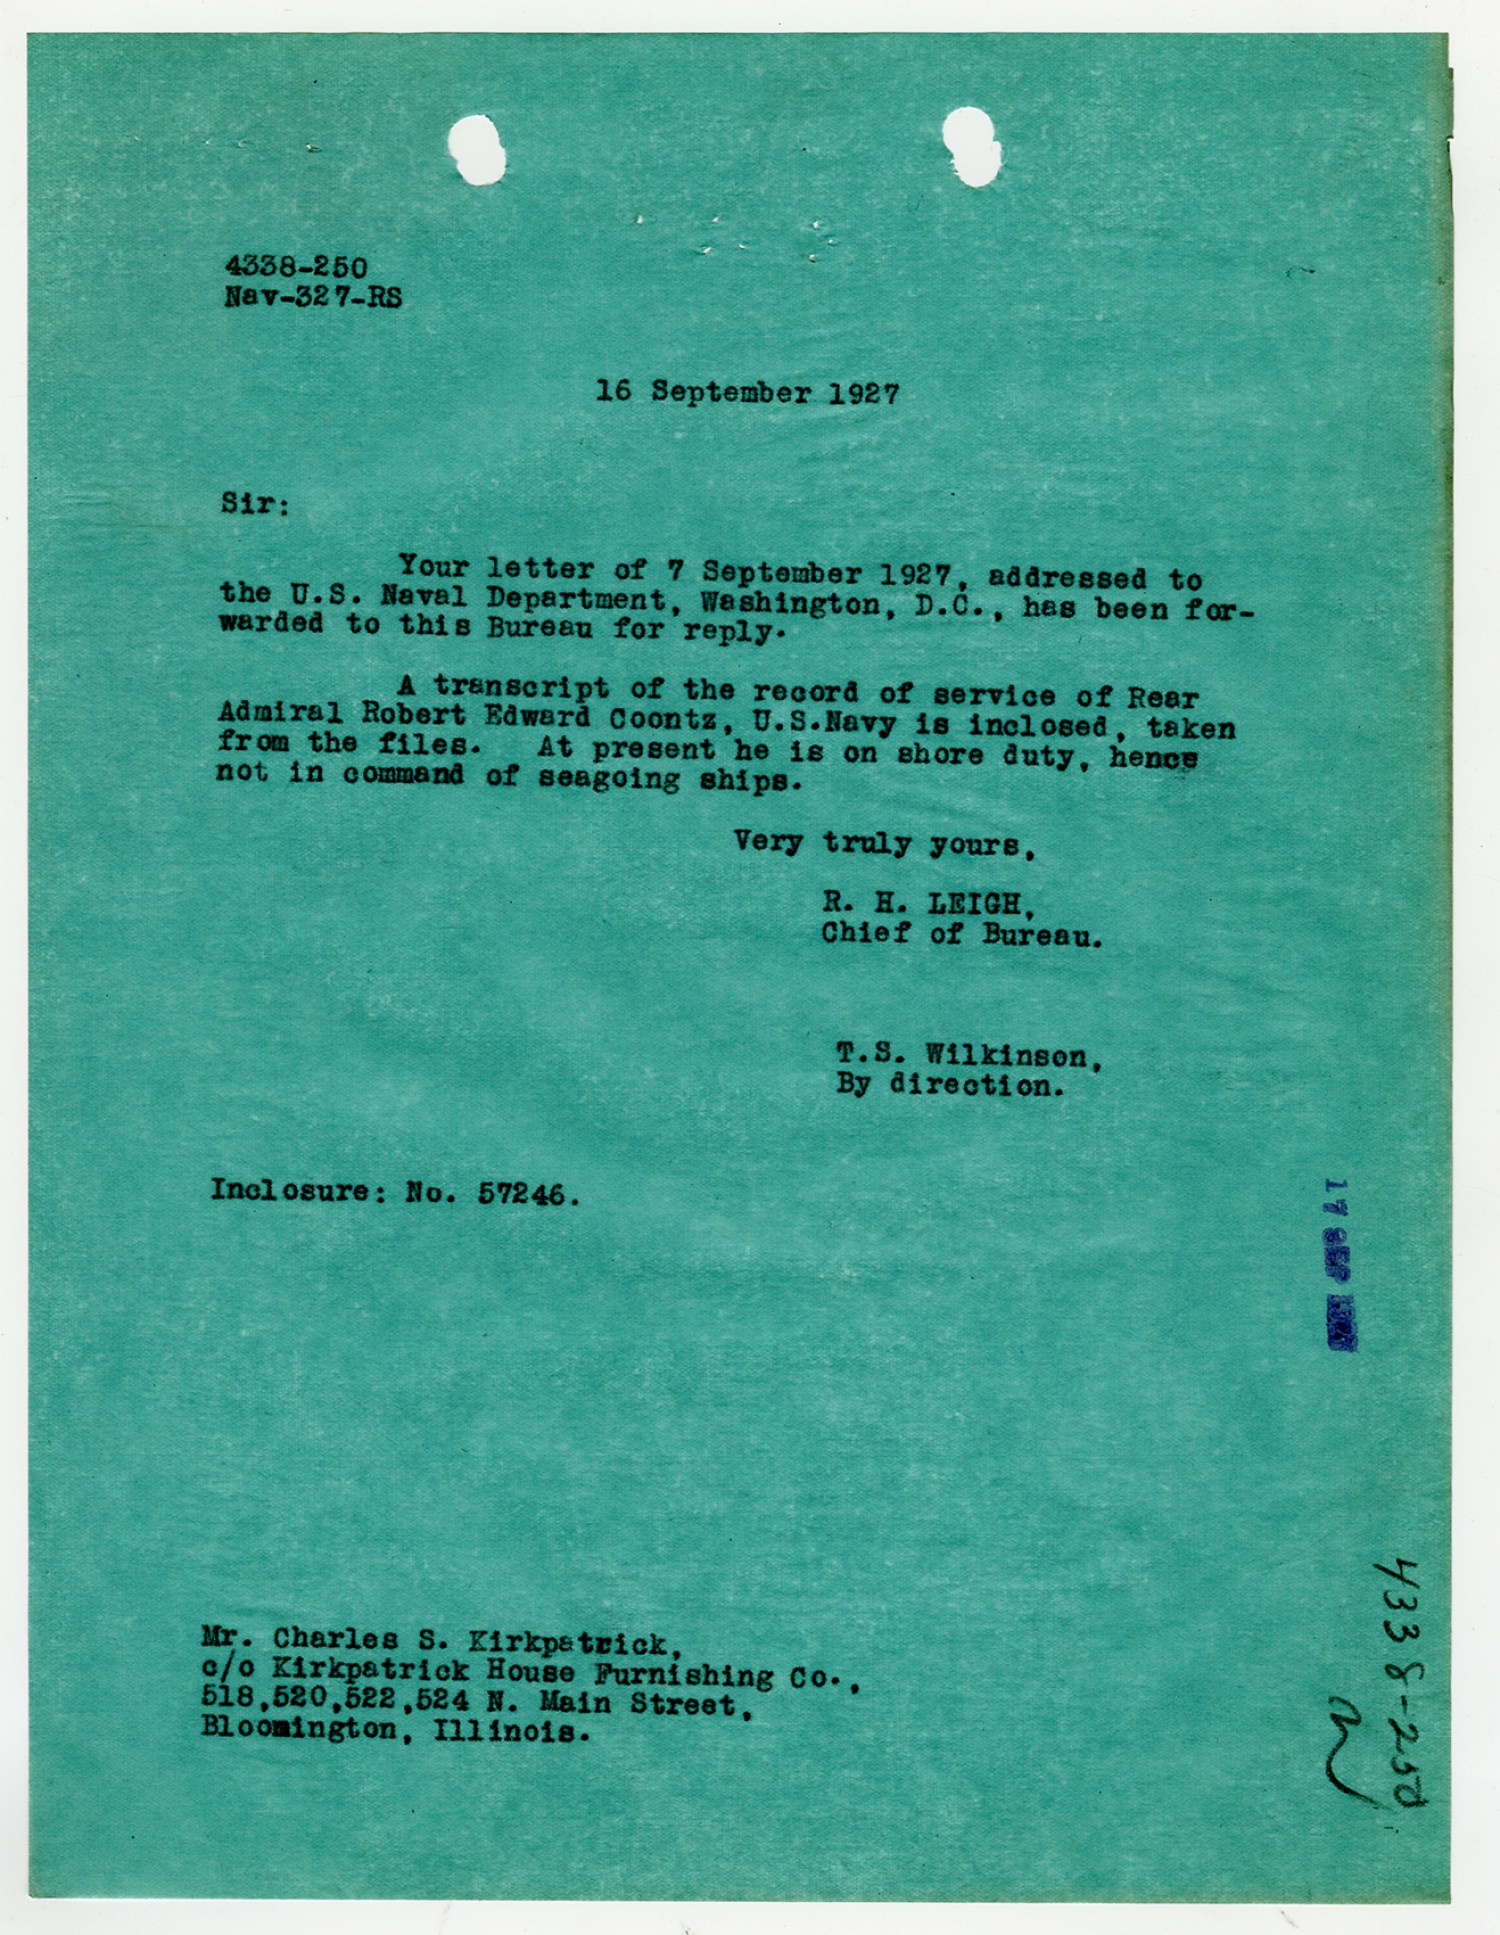 4338-250
Nav-327-RS
16 September 1927
Sir:
Your letter of 7 September 1927, addressed to
the U.S. Naval Department, Washington, D.C., has been for-
warded to this Bureau for reply.
A transcript of the record of service of Rear
Admiral Robert Edward Coontz, U.S.Navy is inclosed, taken
from the files. At present he is on shore duty, hence
not in command of seagoing ships.
Very truly yours,
R. H. LEIGH,
Chief of Bureau.
T.S. Wilkinson,
By direction.
Inclosure: No. 57246.
17 SEP
Mr. Charles S. Kirkpatrick,
c/o Kirkpatrick House Furnishing Co.,
518,520,522,524 N. Main Street,
Bloomington, Illinois.
4338-250